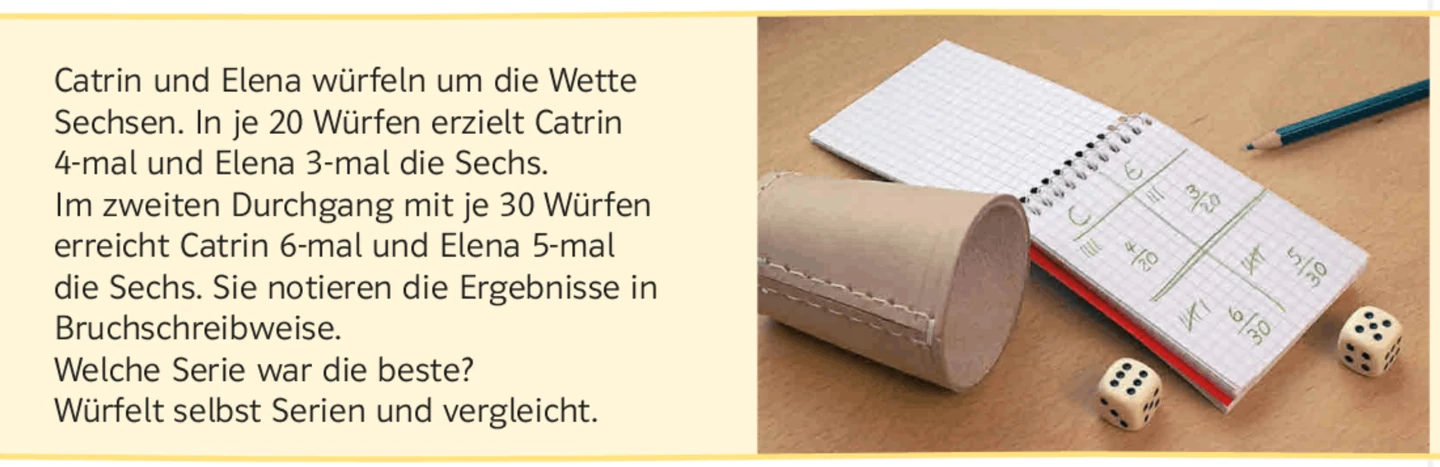 Catrin und Elena würfeln um die Wette
Sechsen. In je 20 Würfen erzielt Catrin
4-mal und Elena 3-mal die Sechs.
Im zweiten Durchgang mit je 30 Würfen
erreicht Catrin 6-mal und Elena 5-mal
die Sechs. Sie notieren die Ergebnisse in
Bruchschreibweise.
Welche Serie war die beste?
Würfelt selbst Serien und vergleicht.
C E
4/20 3/20
6/30 5/30